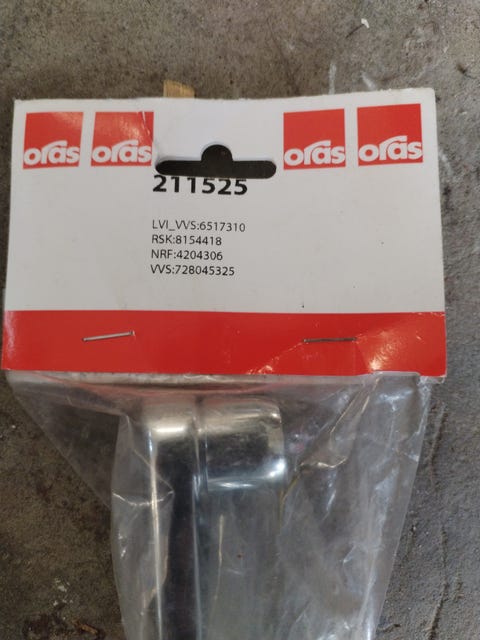 oras oras oras oras
211525
LVI_VVS:6517310
RSK:8154418
NRF:4204306
VVS:728045325